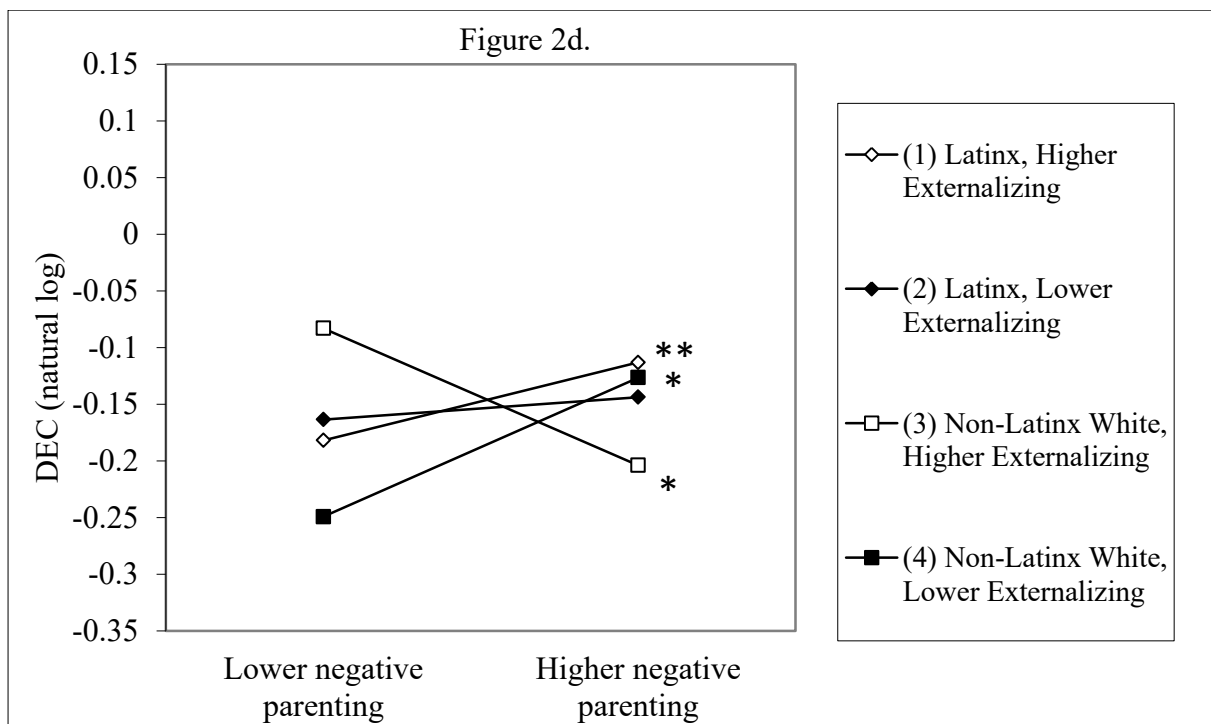 Figure 2d.
0.15
0.1
0.05
0
-0.05
-0.1
-0.15
-0.2
-0.25
-0.3
-0.35
DEC (natural log)
**
*
*
Lower negative
parenting
Higher negative
parenting
(1) Latinx, Higher
Externalizing
(2) Latinx, Lower
Externalizing
(3) Non-Latinx White,
Higher Externalizing
(4) Non-Latinx White,
Lower Externalizing